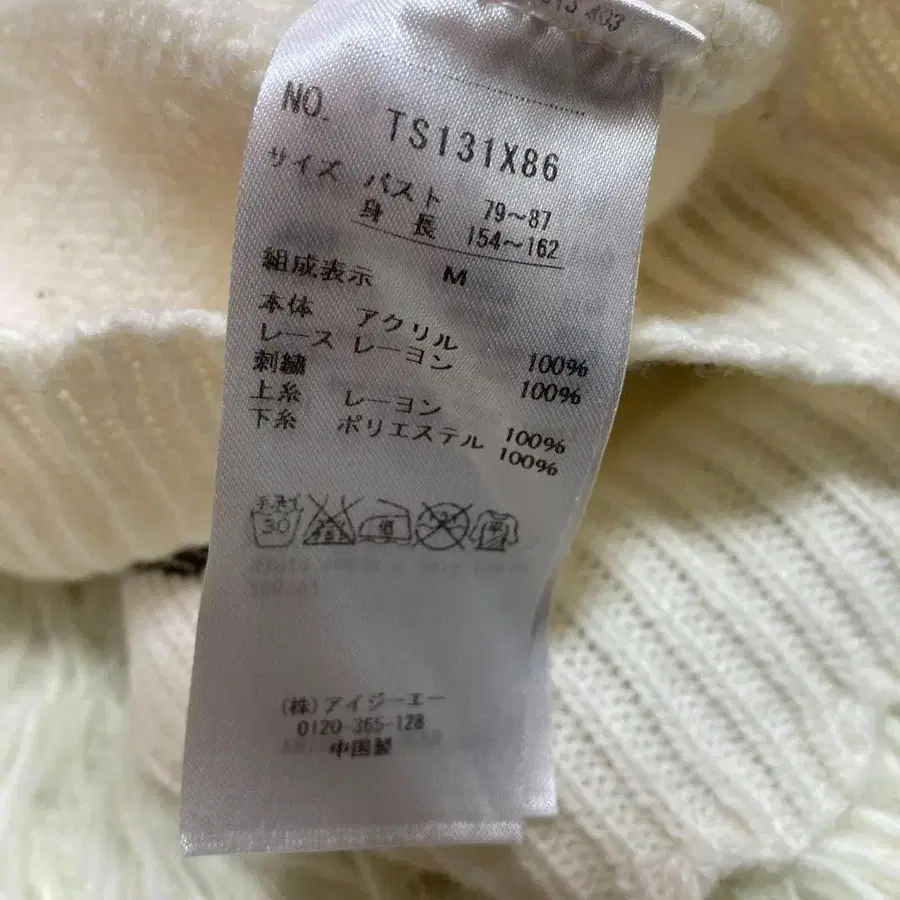 NO. TS131X86
サイズ バスト 79～87
身長 154～162
M
組成表示
本体 アクリル 100%
レース レーヨン 100%
刺繍
上糸 レーヨン 100%
下糸 ポリエステル 100%
手洗イ
30
低
平
(株)アイジーエー
0120-365-128
中国製